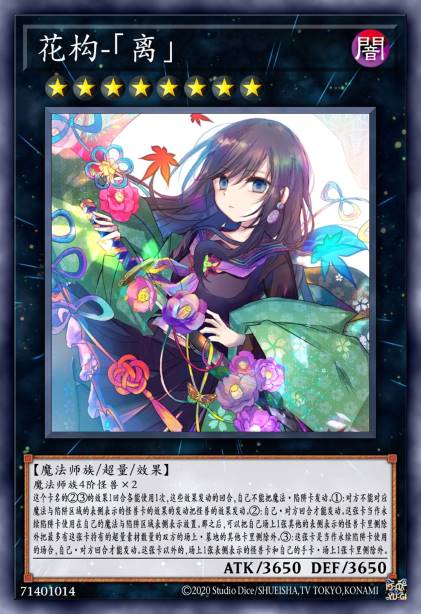 花构-「离」
闇
【魔法师族/超量/效果】
魔法师族4阶怪兽×2
这个卡名的②③的效果1回合各能使用1次,这些效果发动的回合、自己不能把魔法·陷阱卡发动。①:对方不能对应
魔法与陷阱区域的表侧表示的怪兽卡的效果的发动把怪兽的效果发动。②:自己·对方回合才能发动。这张卡当作永
续陷阱卡使用在自己的魔法与陷阱区域表侧表示放置。那之后,可以把自己场上1张其他的表侧表示的怪兽卡里侧除
外把最多有这张卡持有的超量素材数量的双方的场上·墓地的其他卡里侧除外。③:这张卡是当作永续陷阱卡使用
的场合,自己·对方回合才能发动。这张卡以外的,场上1张表侧表示的怪兽卡和自己的手卡·场上1张卡里侧除外。
ATK/3650 DEF/3650
71401014
©2020 Studio Dice/SHUEISHA,TV TOKYO,KONAMI